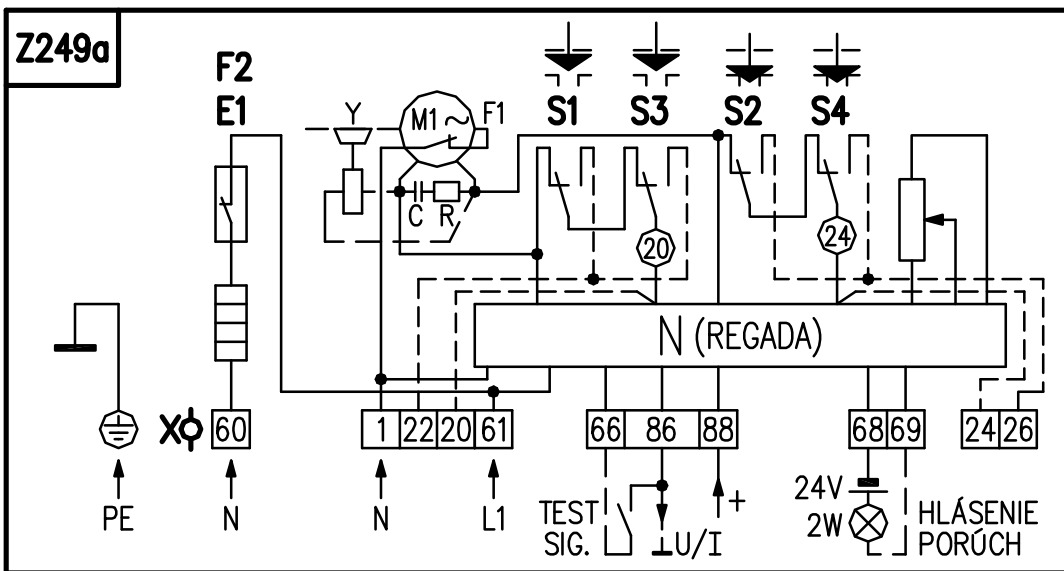 Z249a
F2
E1
Y
M1 ~
F1
S1
S3
S2
S4
C
R
20
24
N (REGADA)
X
60
1
22
20
61
66
86
88
68
69
24
26
PE
N
N
L1
TEST
SIG.
U/I
+
24V
2W
HLÁSENIE
PORÚCH